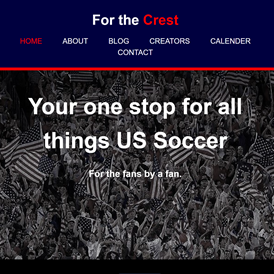 For the Crest
HOME ABOUT BLOG CREATORS CALENDER
CONTACT
Your one stop for all
things US Soccer
For the fans by a fan.